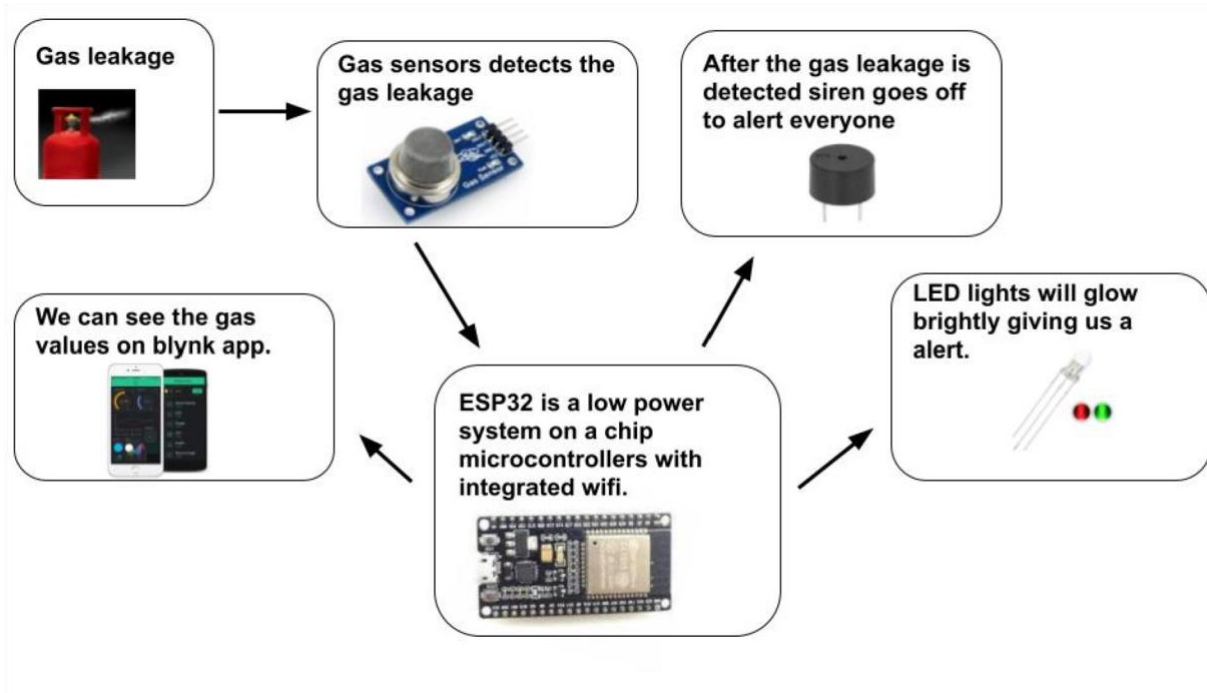 Gas leakage
Gas sensors detects the
gas leakage
Gas Sensor
After the gas leakage is
detected siren goes off
to alert everyone
We can see the gas
values on blynk app.
ESP32 is a low power
system on a chip
microcontrollers with
integrated wifi.
LED lights will glow
brightly giving us a
alert.